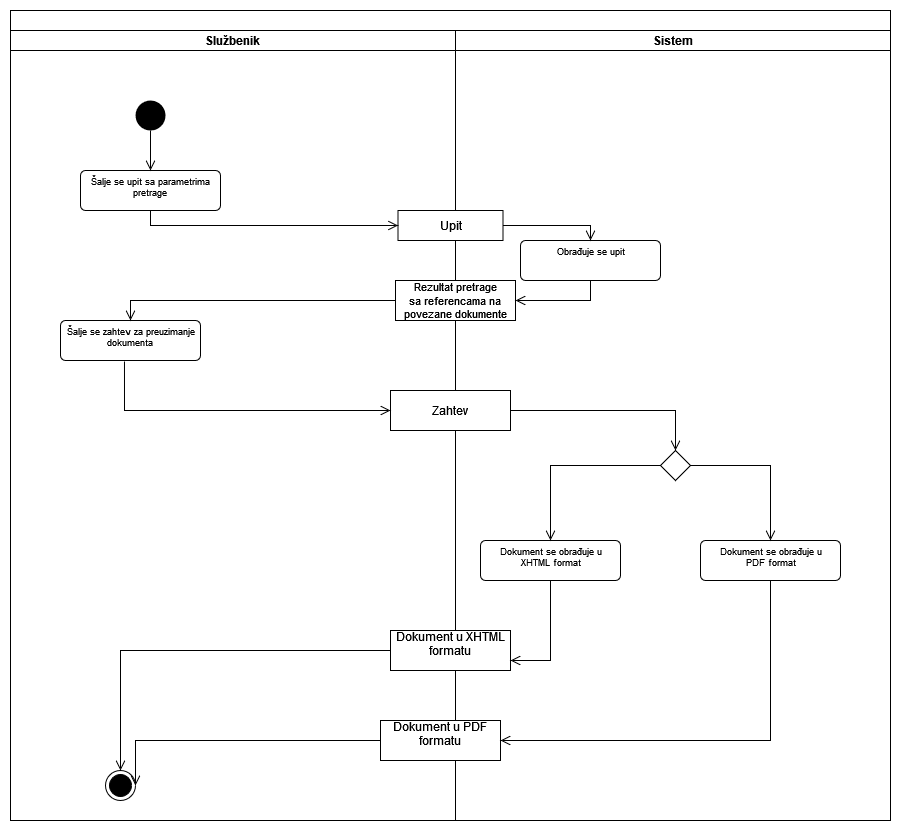 Službenik
Sistem
Šalje se upit sa parametrima
pretrage
Upit
Obrađuje se upit
Rezultat pretrage
sa referencama na
povezane dokumente
Šalje se zahtev za preuzimanje
dokumenta
Zahtev
Dokument se obrađuje u
XHTML format
Dokument se obrađuje u
PDF format
Dokument u XHTML
formatu
Dokument u PDF
formatu